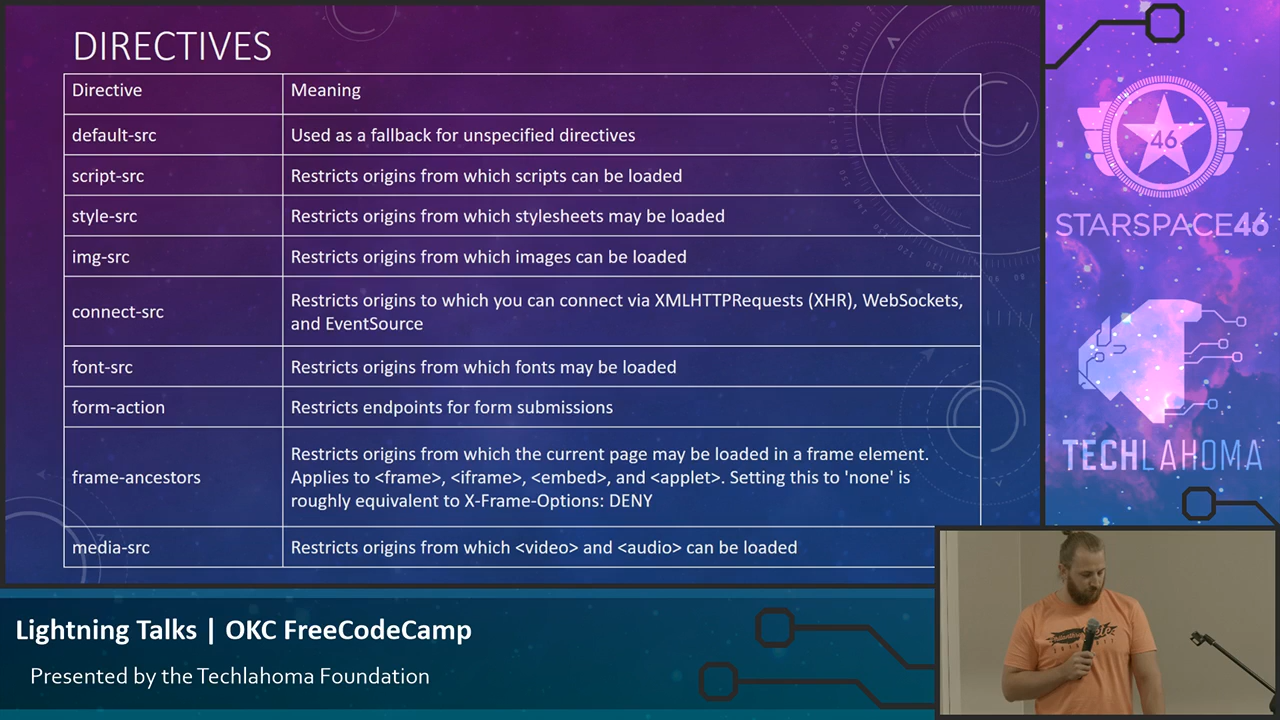 DIRECTIVES
Directive
Meaning
default-src
Used as a fallback for unspecified directives
script-src
Restricts origins from which scripts can be loaded
style-src
Restricts origins from which stylesheets may be loaded
img-src
Restricts origins from which images can be loaded
connect-src
Restricts origins to which you can connect via XMLHTTPRequests (XHR), WebSockets,
and EventSource
font-src
Restricts origins from which fonts may be loaded
form-action
Restricts endpoints for form submissions
frame-ancestors
Restricts origins from which the current page may be loaded in a frame element.
Applies to <frame>, <iframe>, <embed>, and <applet>. Setting this to 'none' is
roughly equivalent to X-Frame-Options: DENY
media-src
Restricts origins from which <video> and <audio> can be loaded
46
STARSPACE46
TECHLAHOMA
Lightning Talks | OKC FreeCodeCamp
Presented by the Techlahoma Foundation